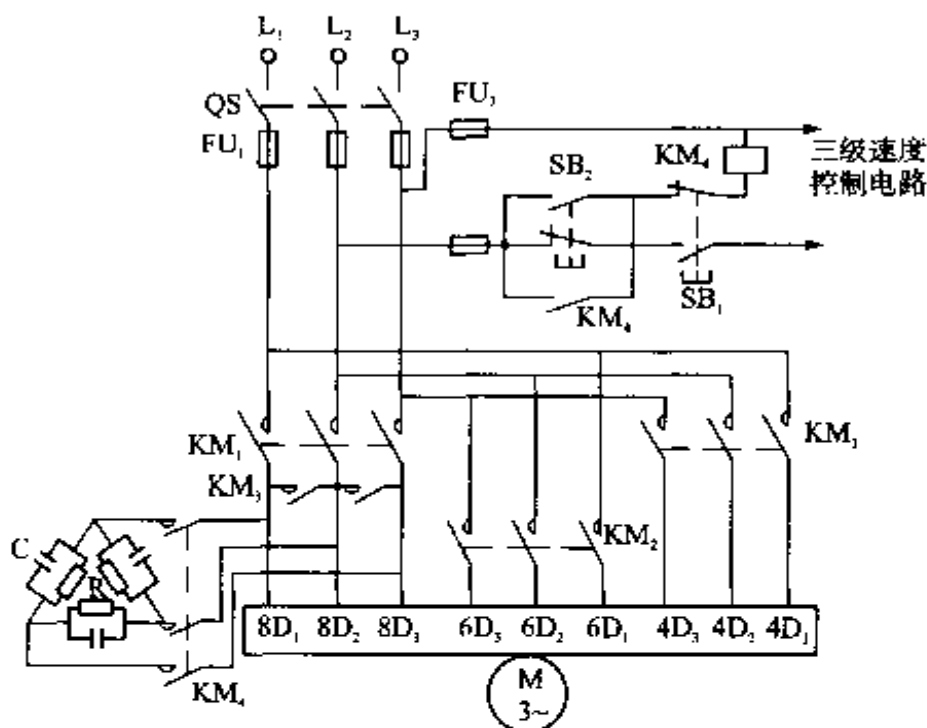 L₁ L₂ L₃
QS
FU₁
FU₂
KM₄
三级速度
控制电路
SB₂
SB₁
KM₄
KM₁
KM₃
KM₃
KM₂
C
R
KM₄
8D₁ 8D₂ 8D₃ 6D₃ 6D₂ 6D₁ 4D₃ 4D₂ 4D₁
M
3~